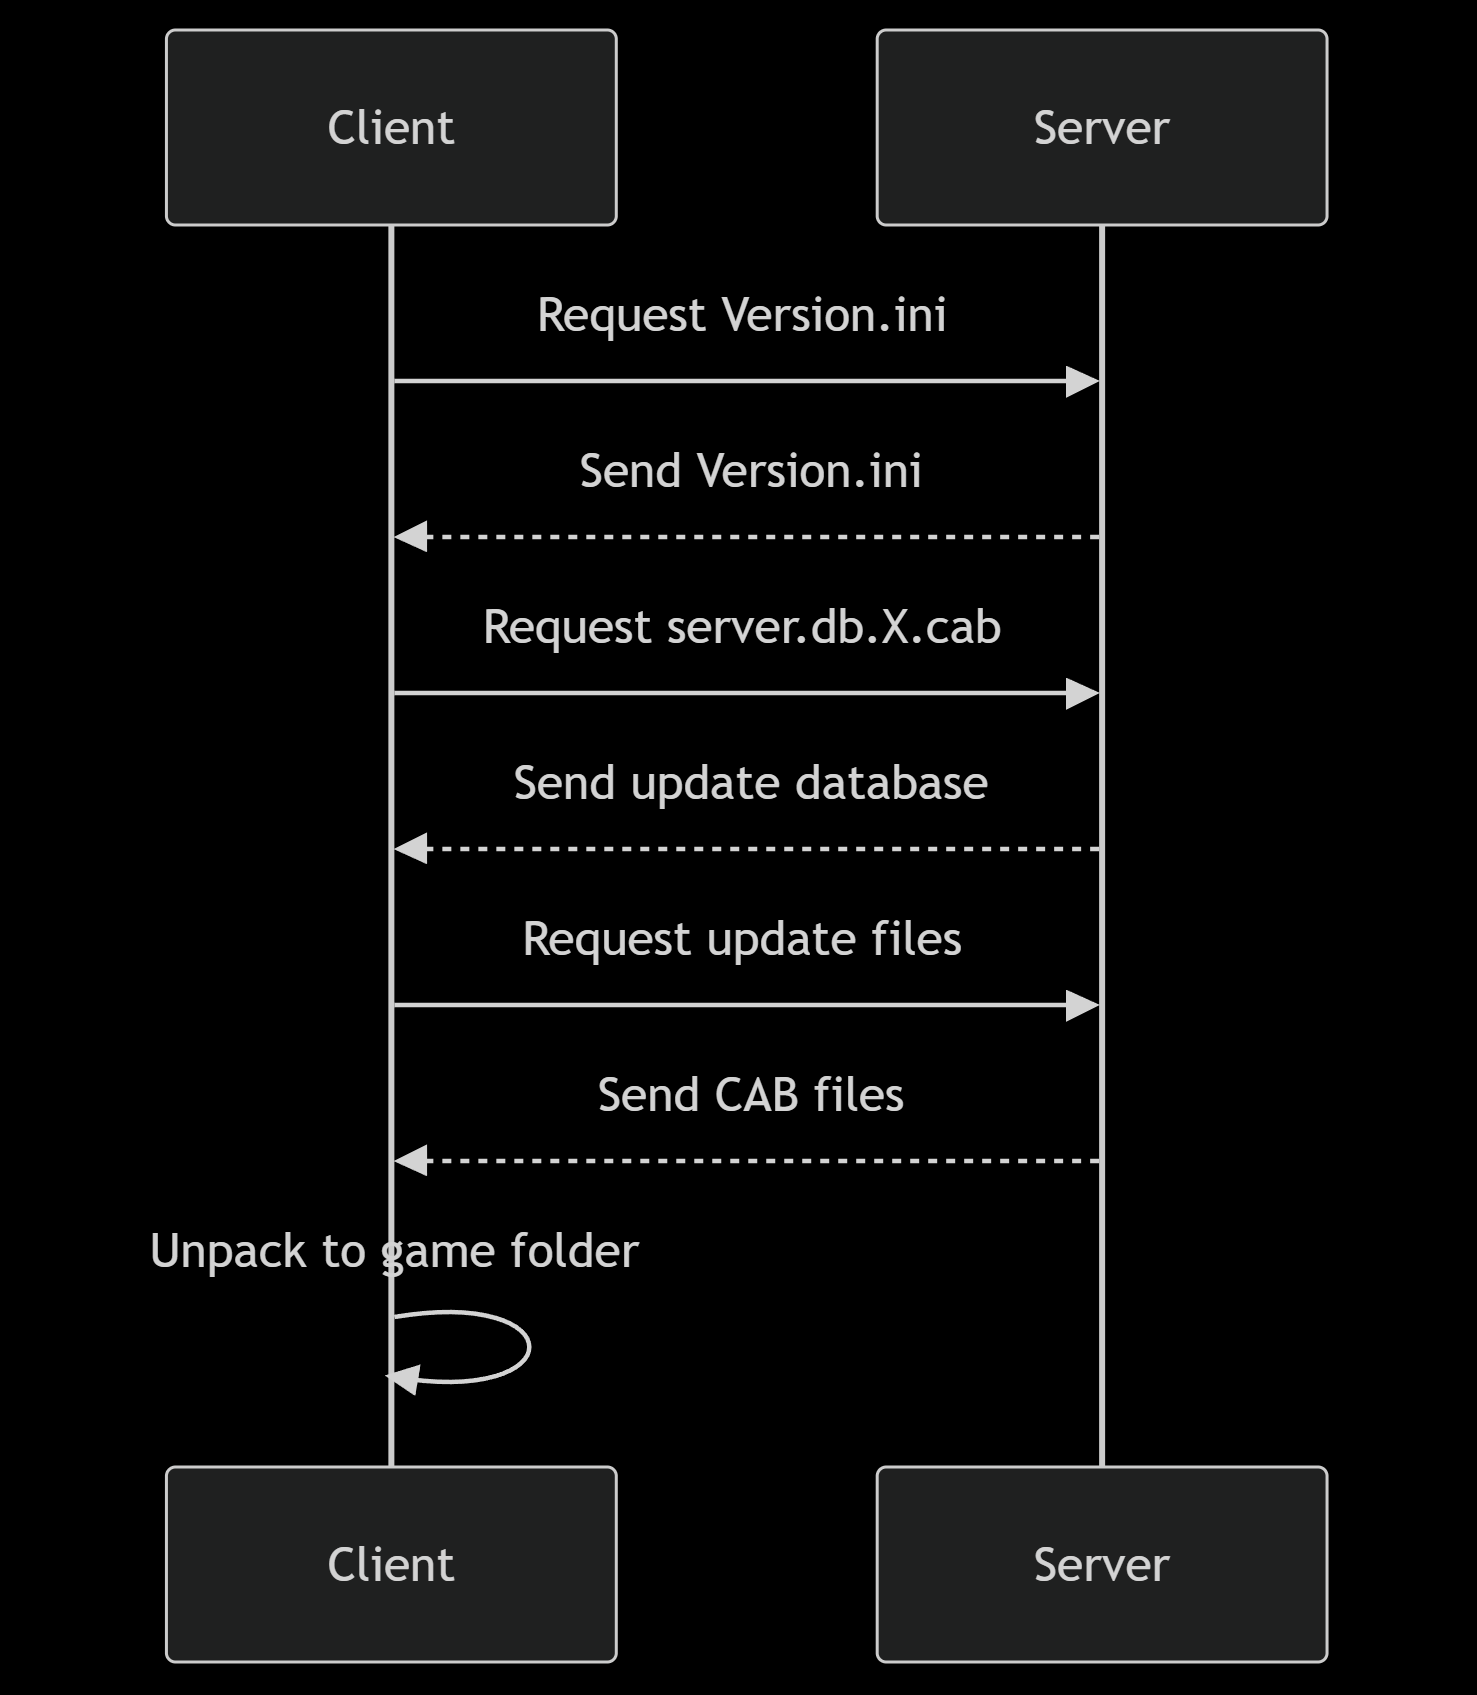 Client
Server
Request Version.ini
Send Version.ini
Request server.db.X.cab
Send update database
Request update files
Send CAB files
Unpack to game folder
Client
Server